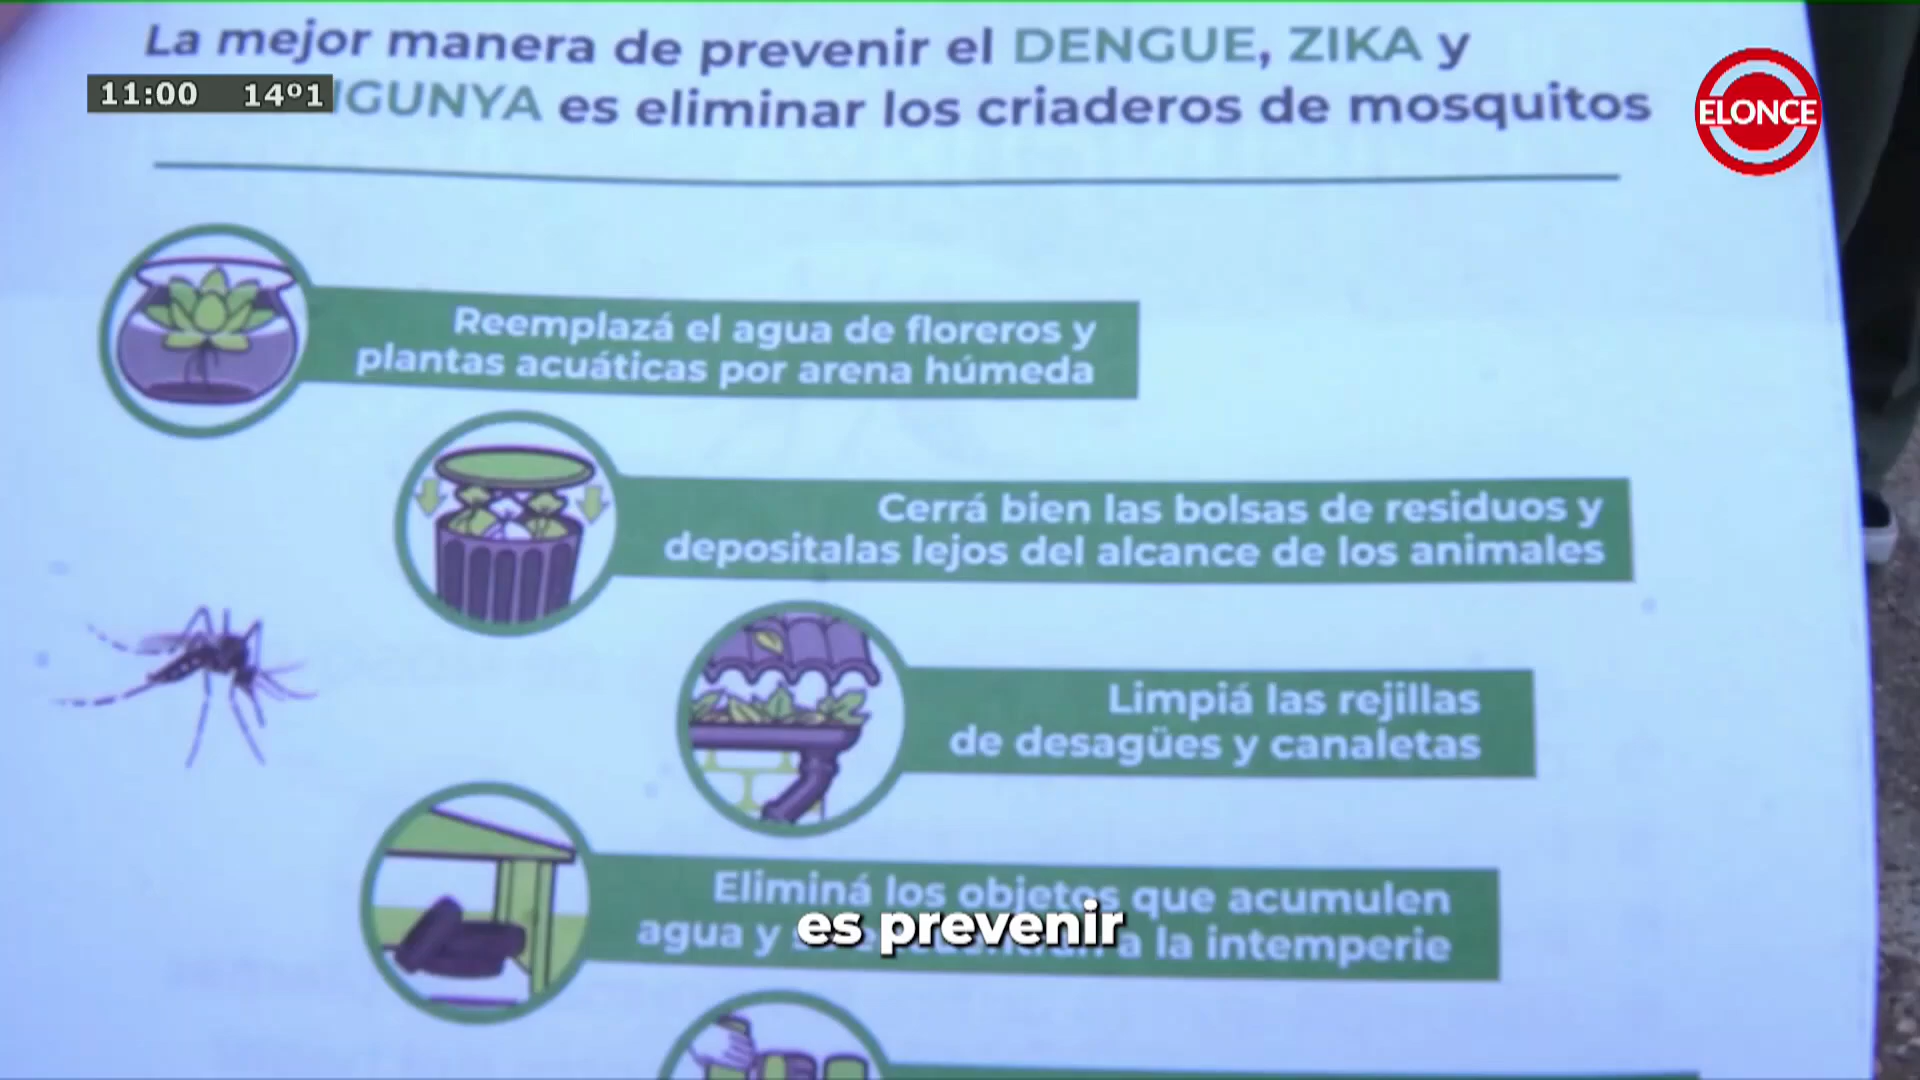 La mejor manera de prevenir el DENGUE, ZIKA y
11:00 14º1
IGUNYA es eliminar los criaderos de mosquitos
ELONCE
Reemplazá el agua de floreros y
plantas acuáticas por arena húmeda
Cerrá bien las bolsas de residuos y
depositalas lejos del alcance de los animales
Limpiá las rejillas
de desagües y canaletas
Eliminá los objetos que acumulen
agua y a la intemperie
es prevenir